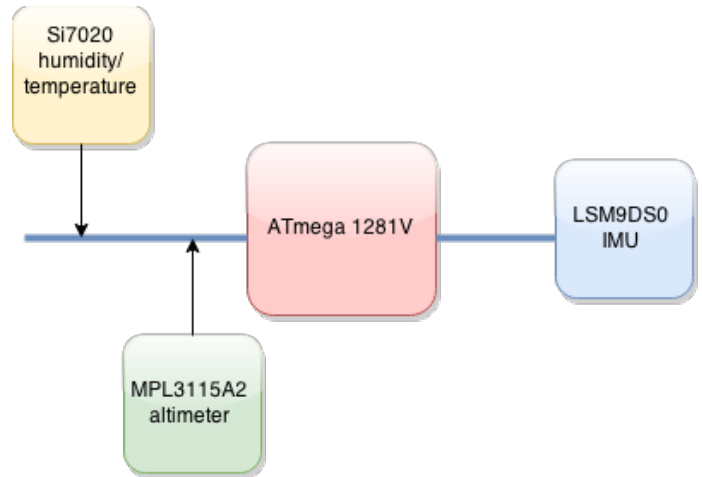 Si7020
humidity/
temperature
ATmega 1281V
LSM9DS0
IMU
MPL3115A2
altimeter